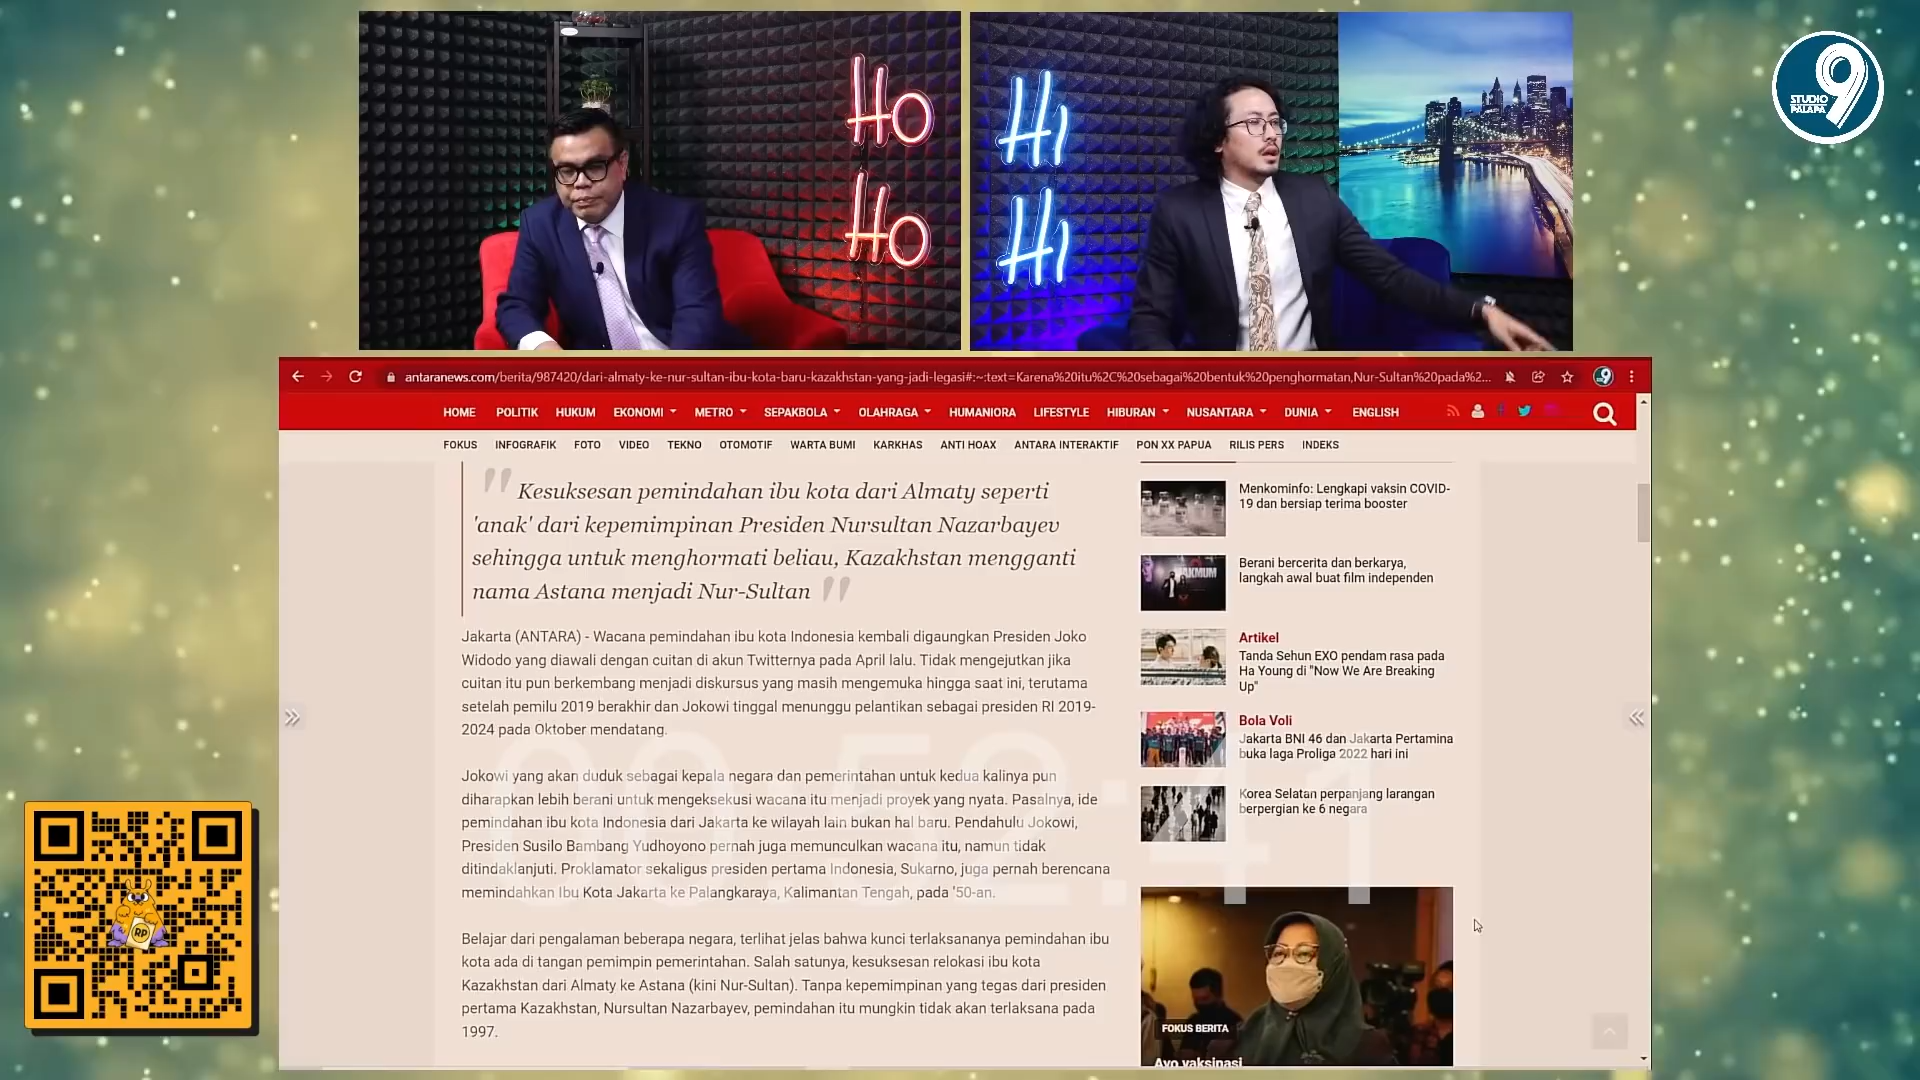 Ho
Ho
Hi
Hi
STUDIO
PALAPA
9
antaranews.com/berita/987420/dari-almaty-ke-nur-sultan-ibu-kota-baru-kazakhstan-yang-jadi-legasi#:~:text=Karena%20itu%2C%20sebagai%20bentuk%20penghormatan,Nur-Sultan%20pada%2...
HOME POLITIK HUKUM EKONOMI METRO SEPAKBOLA OLAHRAGA HUMANIORA LIFESTYLE HIBURAN NUSANTARA DUNIA ENGLISH
FOKUS INFOGRAFIK FOTO VIDEO TEKNO OTOMOTIF WARTA BUMI KARKHAS ANTI HOAX ANTARA INTERAKTIF PON XX PAPUA RILIS PERS INDEKS
" Kesuksesan pemindahan ibu kota dari Almaty seperti
'anak' dari kepemimpinan Presiden Nursultan Nazarbayev
sehingga untuk menghormati beliau, Kazakhstan mengganti
nama Astana menjadi Nur-Sultan "
Jakarta (ANTARA) - Wacana pemindahan ibu kota Indonesia kembali digaungkan Presiden Joko
Widodo yang diawali dengan cuitan di akun Twitternya pada April lalu. Tidak mengejutkan jika
cuitan itu pun berkembang menjadi diskursus yang masih mengemuka hingga saat ini, terutama
setelah pemilu 2019 berakhir dan Jokowi tinggal menunggu pelantikan sebagai presiden RI 2019-
2024 pada Oktober mendatang.
Jokowi yang akan duduk sebagai kepala negara dan pemerintahan untuk kedua kalinya pun
diharapkan lebih berani untuk mengeksekusi wacana itu menjadi proyek yang nyata. Pasalnya, ide
pemindahan ibu kota Indonesia dari Jakarta ke wilayah lain bukan hal baru. Pendahulu Jokowi,
Presiden Susilo Bambang Yudhoyono pernah juga memunculkan wacana itu, namun tidak
ditindaklanjuti. Proklamator sekaligus presiden pertama Indonesia, Sukarno, juga pernah berencana
memindahkan Ibu Kota Jakarta ke Palangkaraya, Kalimantan Tengah, pada '50-an.
Belajar dari pengalaman beberapa negara, terlihat jelas bahwa kunci terlaksananya pemindahan ibu
kota ada di tangan pemimpin pemerintahan. Salah satunya, kesuksesan relokasi ibu kota
Kazakhstan dari Almaty ke Astana (kini Nur-Sultan). Tanpa kepemimpinan yang tegas dari presiden
pertama Kazakhstan, Nursultan Nazarbayev, pemindahan itu mungkin tidak akan terlaksana pada
1997.
00:52:41
Menkominfo: Lengkapi vaksin COVID-
19 dan bersiap terima booster
MAKMUM
Berani bercerita dan berkarya,
langkah awal buat film independen
Artikel
Tanda Sehun EXO pendam rasa pada
Ha Young di "Now We Are Breaking
Up"
Bola Voli
Jakarta BNI 46 dan Jakarta Pertamina
buka laga Proliga 2022 hari ini
Korea Selatan perpanjang larangan
berpergian ke 6 negara
FOKUS BERITA
Ayo vaksinasi
RP